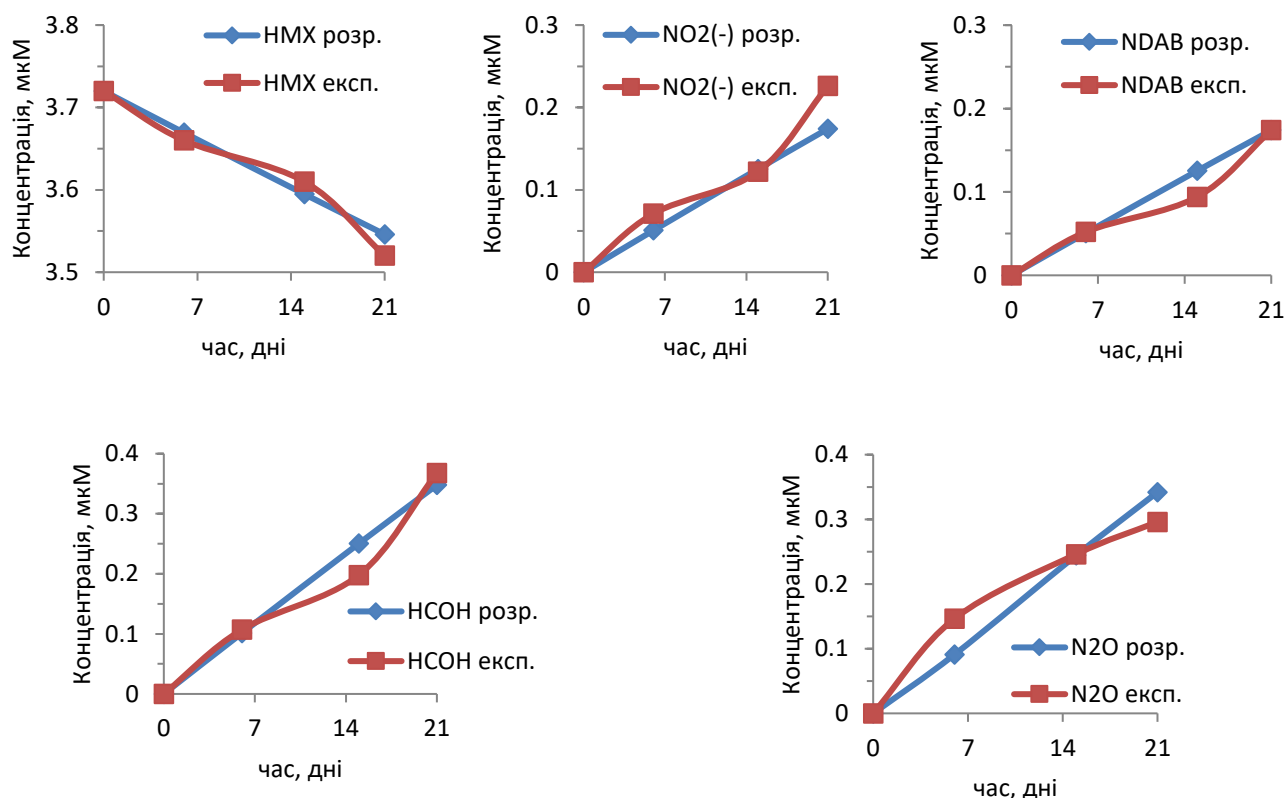 Концентрація, мкМ
3.8
3.7
3.6
3.5
0
7
14
21
час, дні
HMX розр.
HMX експ.
Концентрація, мкМ
0.3
0.2
0.1
0
0
7
14
21
час, дні
NO2(-) розр.
NO2(-) експ.
Концентрація, мкМ
0.3
0.2
0.1
0
0
7
14
21
час, дні
NDAB розр.
NDAB експ.
Концентрація, мкМ
0.4
0.3
0.2
0.1
0
0
7
14
21
час, дні
HCOH розр.
HCOH експ.
Концентрація, мкМ
0.4
0.3
0.2
0.1
0
0
7
14
21
час, дні
N2O розр.
N2O експ.